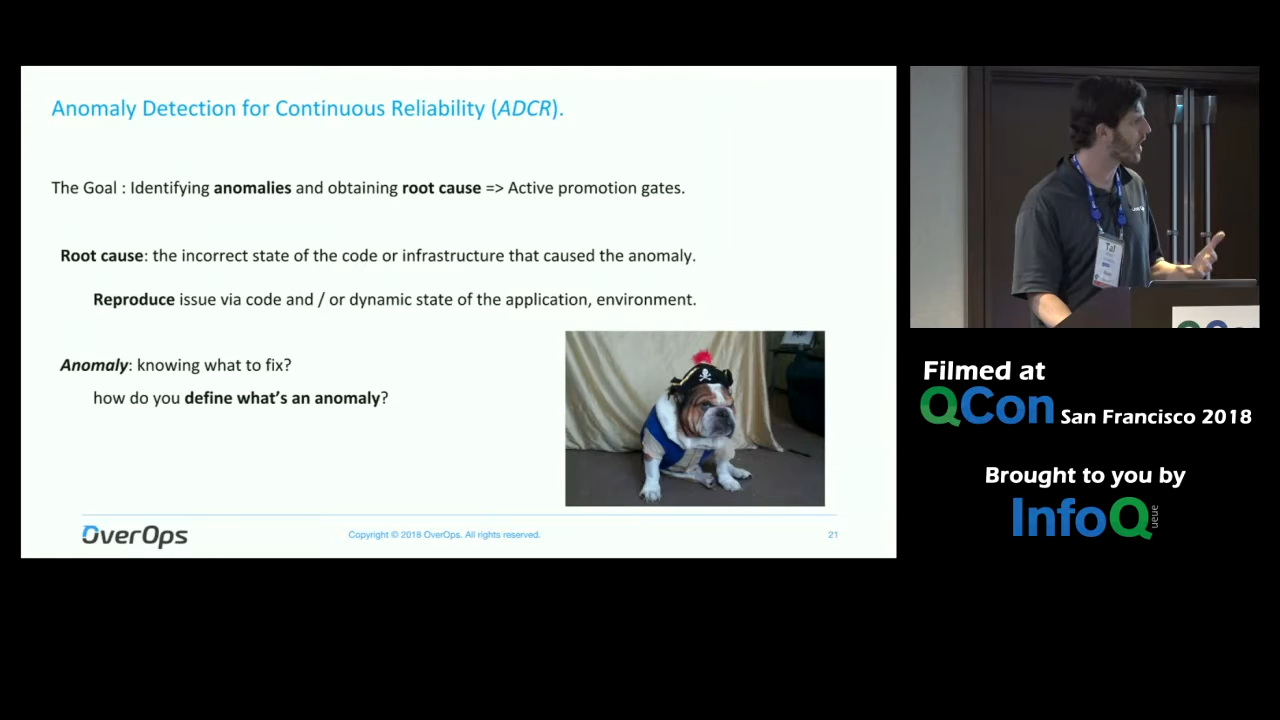 Anomaly Detection for Continuous Reliability (ADCR).
The Goal : Identifying anomalies and obtaining root cause => Active promotion gates.
Root cause: the incorrect state of the code or infrastructure that caused the anomaly.
Reproduce issue via code and / or dynamic state of the application, environment.
Anomaly: knowing what to fix?
how do you define what's an anomaly?
OverOps
Copyright © 2018 OverOps. All rights reserved.
21
Tal
Filmed at
QCon San Francisco 2018
Brought to you by
InfoQ
ueue